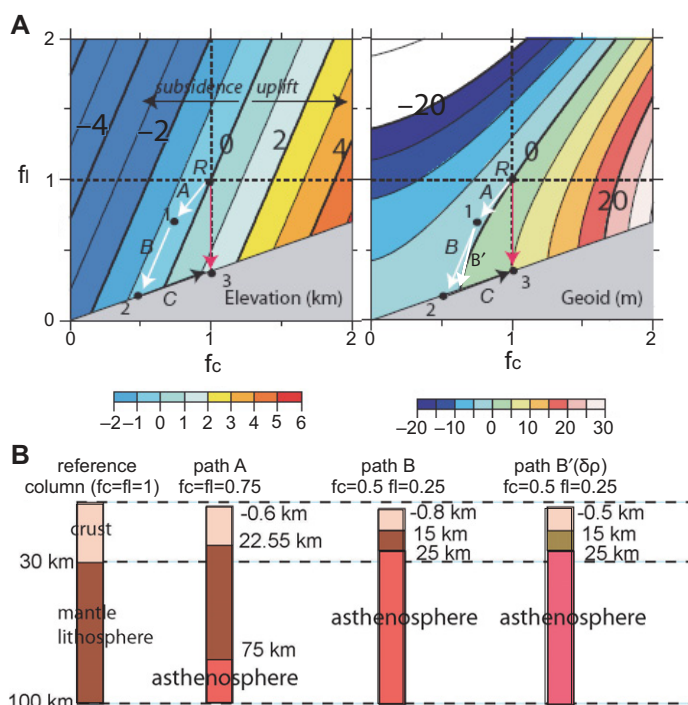 A
2
fl
1
0
−4
−2
subsidence
uplift
0
2
4
R
A
1
B
2
C
3
Elevation (km)
0
1
2
fc
−20
0
20
R
A
1
B
B′
2
C
3
Geoid (m)
0
1
2
fc
−2 −1 0 1 2 3 4 5 6
−20 −10 0 10 20 30
B
reference
column (fc=fl=1)
path A
fc=fl=0.75
path B
fc=0.5 fl=0.25
path B′(δρ)
fc=0.5 fl=0.25
crust
30 km
mantle
lithosphere
100 km
-0.6 km
22.55 km
75 km
asthenosphere
-0.8 km
15 km
25 km
asthenosphere
-0.5 km
15 km
25 km
asthenosphere